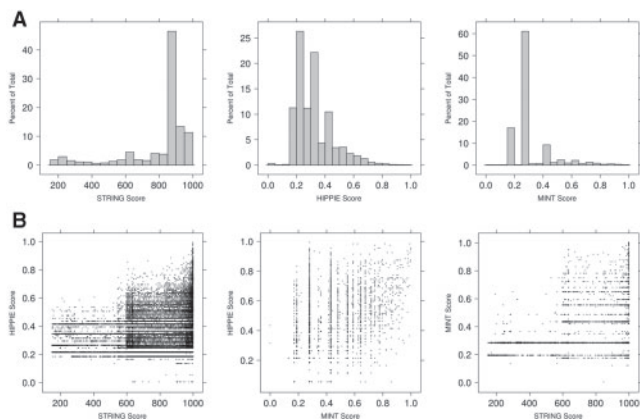 A
Percent of Total
40
30
20
10
0
200 400 600 800 1000
STRING Score
Percent of Total
25
20
15
10
5
0
0.0 0.2 0.4 0.6 0.8 1.0
HIPPIE Score
Percent of Total
60
50
40
30
20
10
0
0.0 0.2 0.4 0.6 0.8 1.0
MINT Score
B
HIPPIE Score
1.0
0.8
0.6
0.4
0.2
0.0
200 400 600 800 1000
STRING Score
HIPPIE Score
1.0
0.8
0.6
0.4
0.2
0.0 0.2 0.4 0.6 0.8 1.0
MINT Score
MINT Score
1.0
0.8
0.6
0.4
0.2
0.0
200 400 600 800 1000
STRING Score